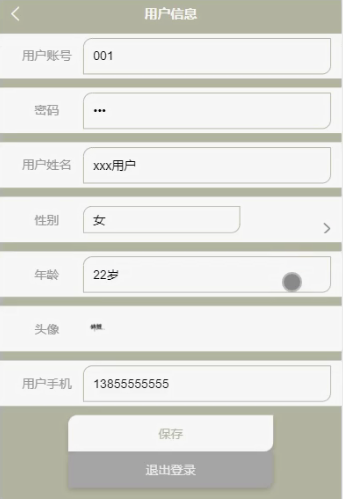 用户信息
用户账号 001
密码 •••
用户姓名 xxx用户
性别 女
年龄 22岁
头像
用户手机 13855555555
保存
退出登录